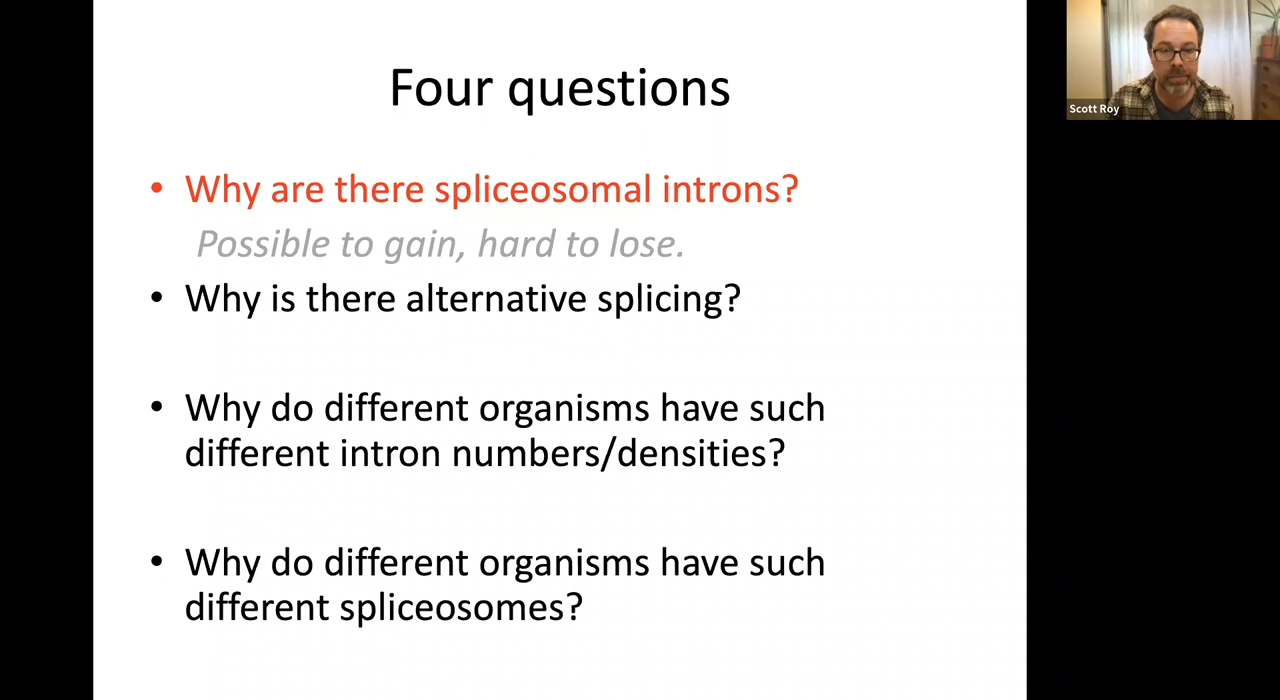 Four questions
• Why are there spliceosomal introns?
Possible to gain, hard to lose.
• Why is there alternative splicing?
• Why do different organisms have such
different intron numbers/densities?
• Why do different organisms have such
different spliceosomes?
Scott Roy